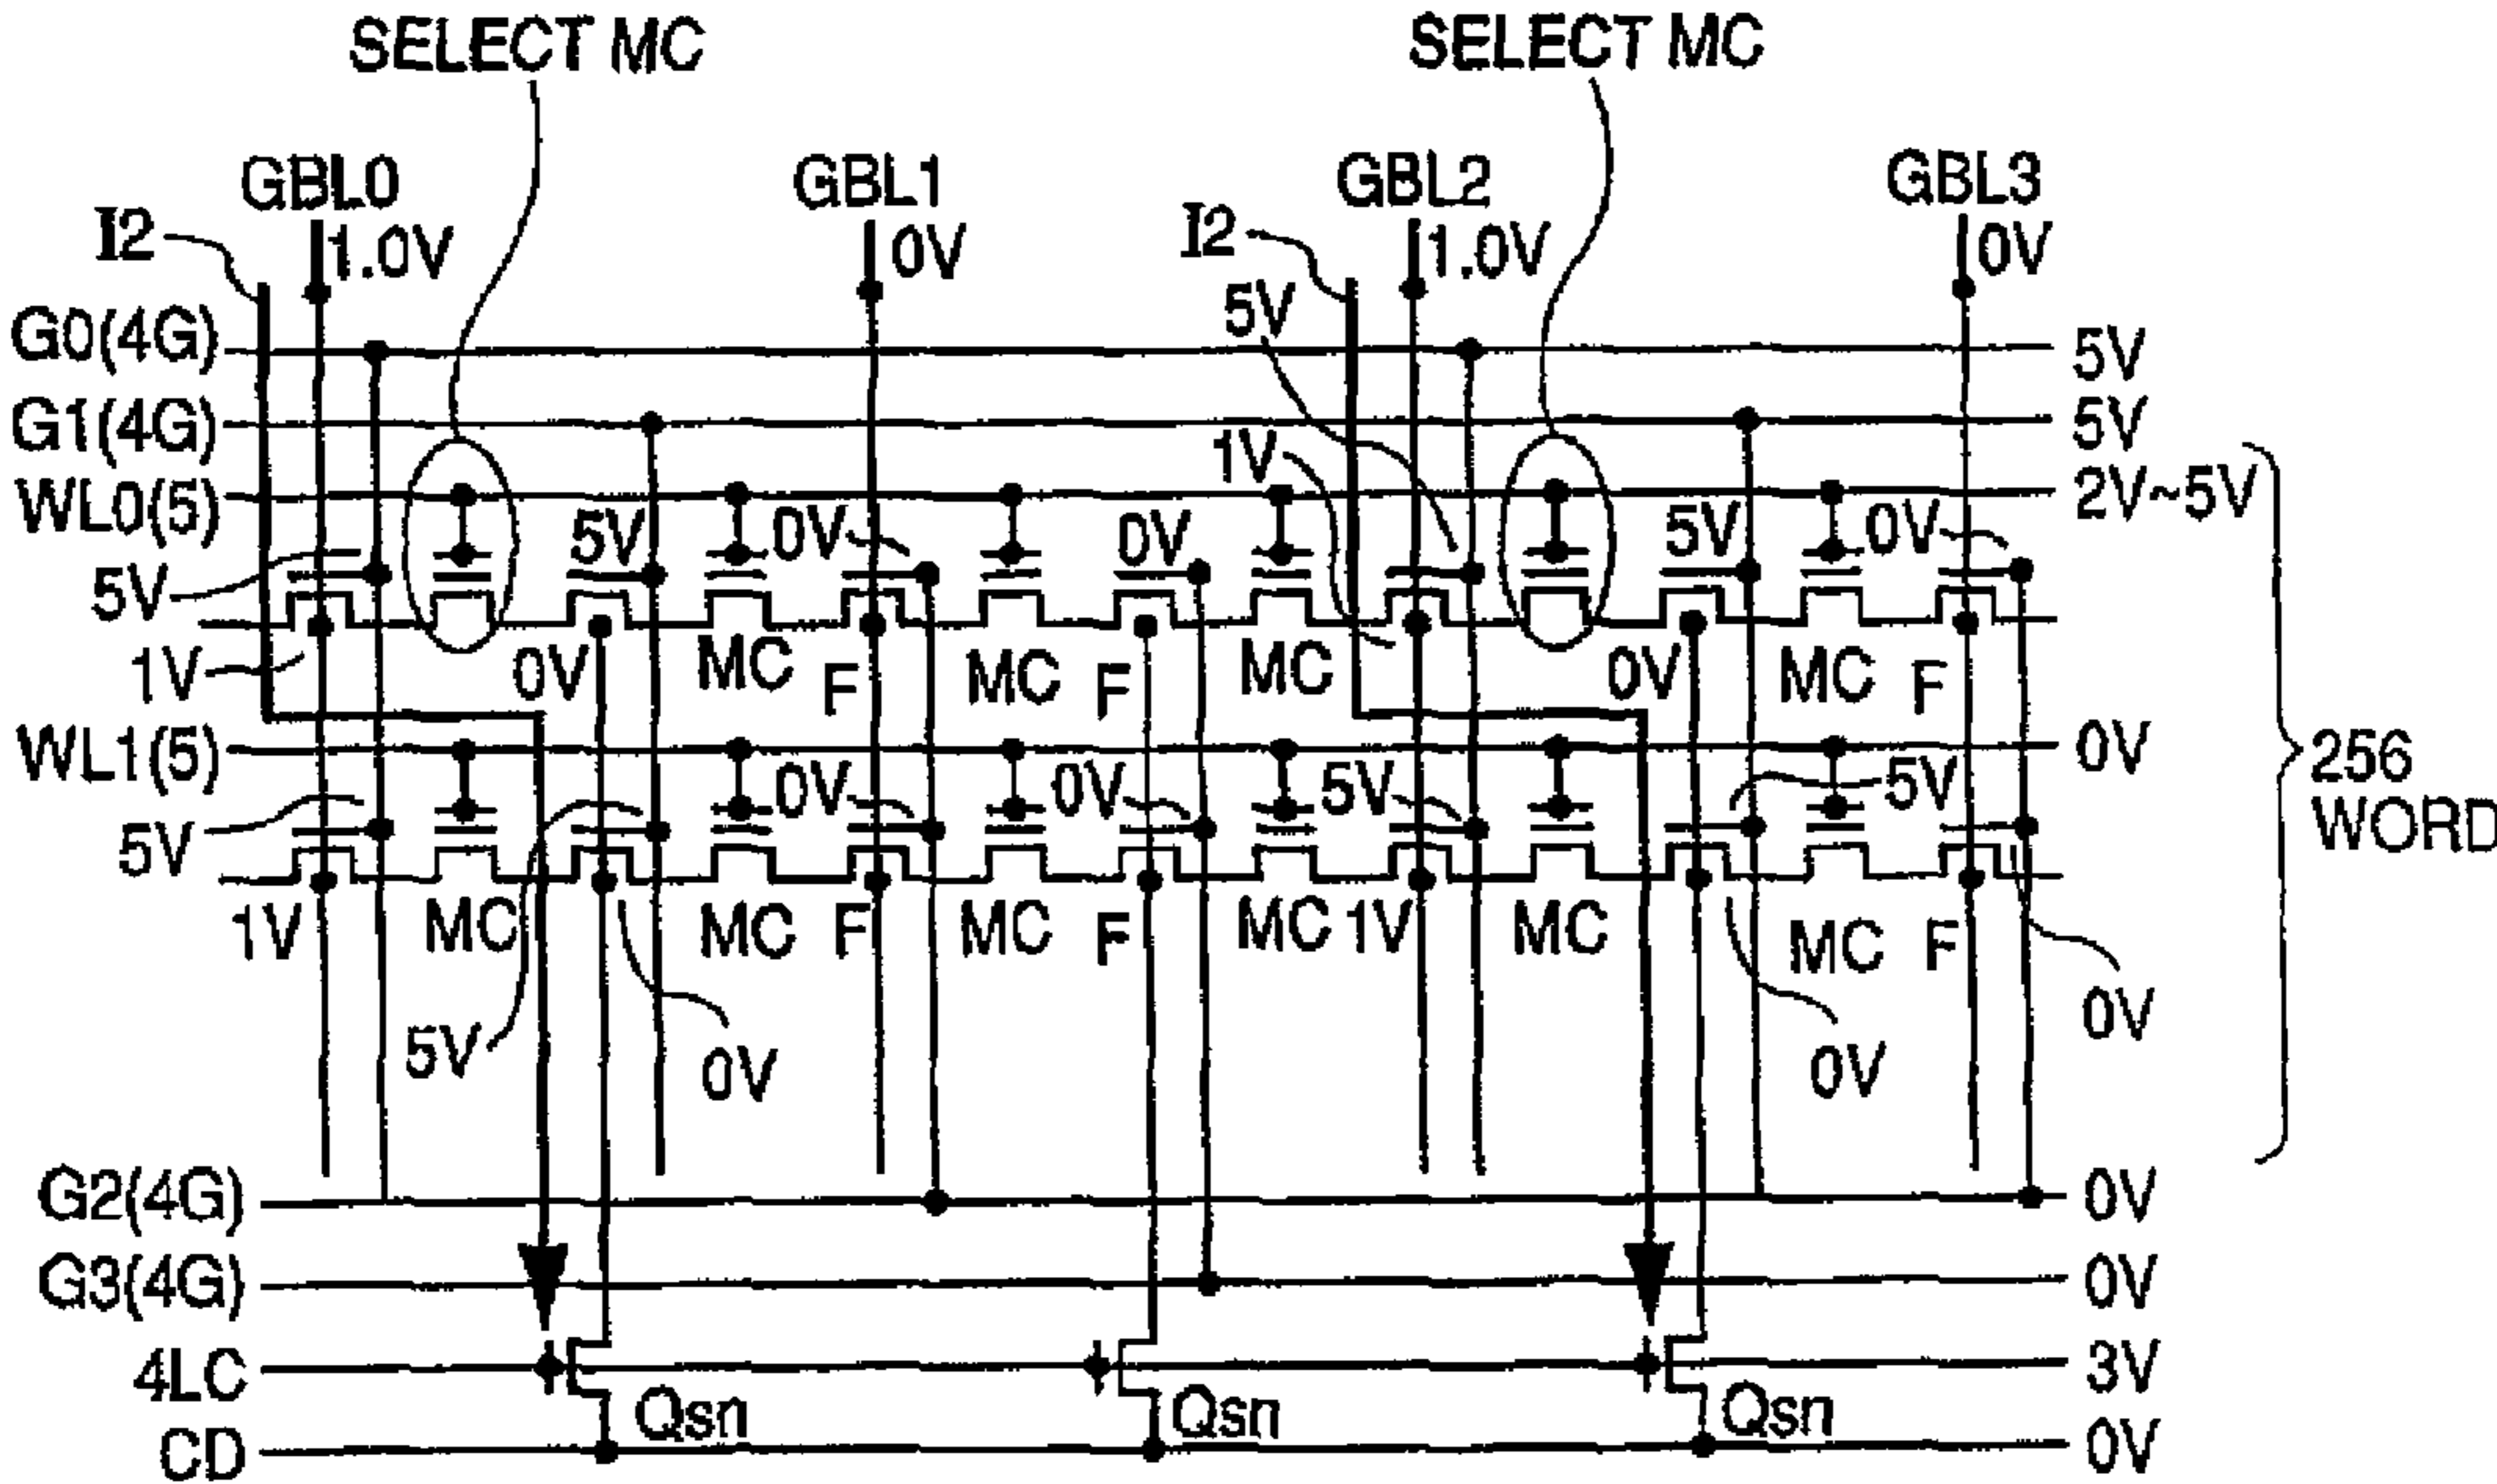 SELECT MC SELECT MC
GBL0 GBL1 GBL2 GBL3
I2 1.0V 0V I2 1.0V 0V
5V
G0(4G) 5V
G1(4G) 5V
1V
WL0(5) 2V~5V
5V 0V 0V 5V 0V
5V
1V 0V MC F MC F MC 0V MC F
WL1(5) 0V
256
WORD
5V 0V 0V 5V 5V
1V MC MC F MC F MC 1V MC MC F
5V 0V 0V 0V
G2(4G) 0V
G3(4G) 0V
4LC 3V
Qsn Qsn Qsn
CD 0V